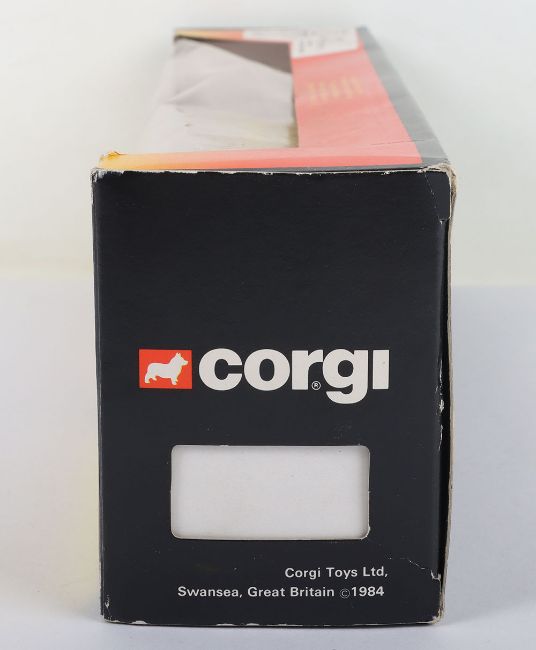 corgi®
Corgi Toys Ltd,
Swansea, Great Britain ©1984